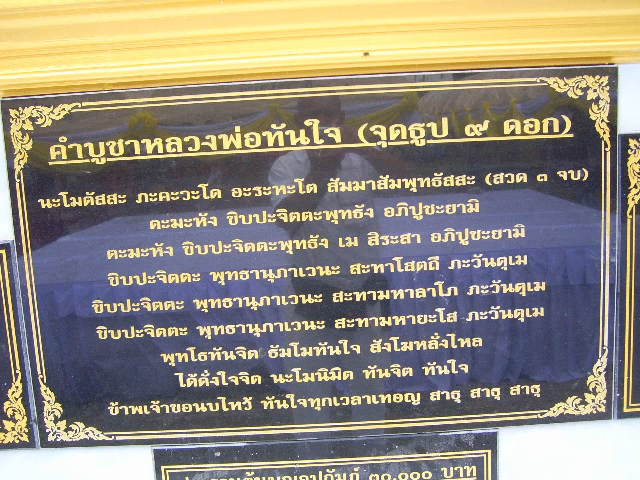 คำบูชาหลวงพ่อทันใจ (จุดธูป ๙ ดอก)
นะโมตัสสะ ภะคะวะโต อะระหะโต สัมมาสัมพุทธัสสะ (สวด ๓ จบ)
ตะมะหัง ขิบปะจิตตะพุทธัง อภิปูชะยามิ
ตะมะหัง ขิบปะจิตตะพุทธัง เม สิระสา อภิปูชะยามิ
ขิบปะจิตตะ พุทธานุภาเวนะ สะทาโสตถี ภะวันตุเม
ขิบปะจิตตะ พุทธานุภาเวนะ สะทามหาลาโภ ภะวันตุเม
ขิบปะจิตตะ พุทธานุภาเวนะ สะทามหายะโส ภะวันตุเม
พุทโธทันจิต ธัมโมทันใจ สังโฆหลั่งไหล
ได้ดั่งใจจิต นะโมนิมิต ทันจิต ทันใจ
ข้าพเจ้าขอนบไหว้ ทันใจทุกเวลาเทอญ สาธุ สาธุ สาธุ
๓๐,๐๐๐ บาท